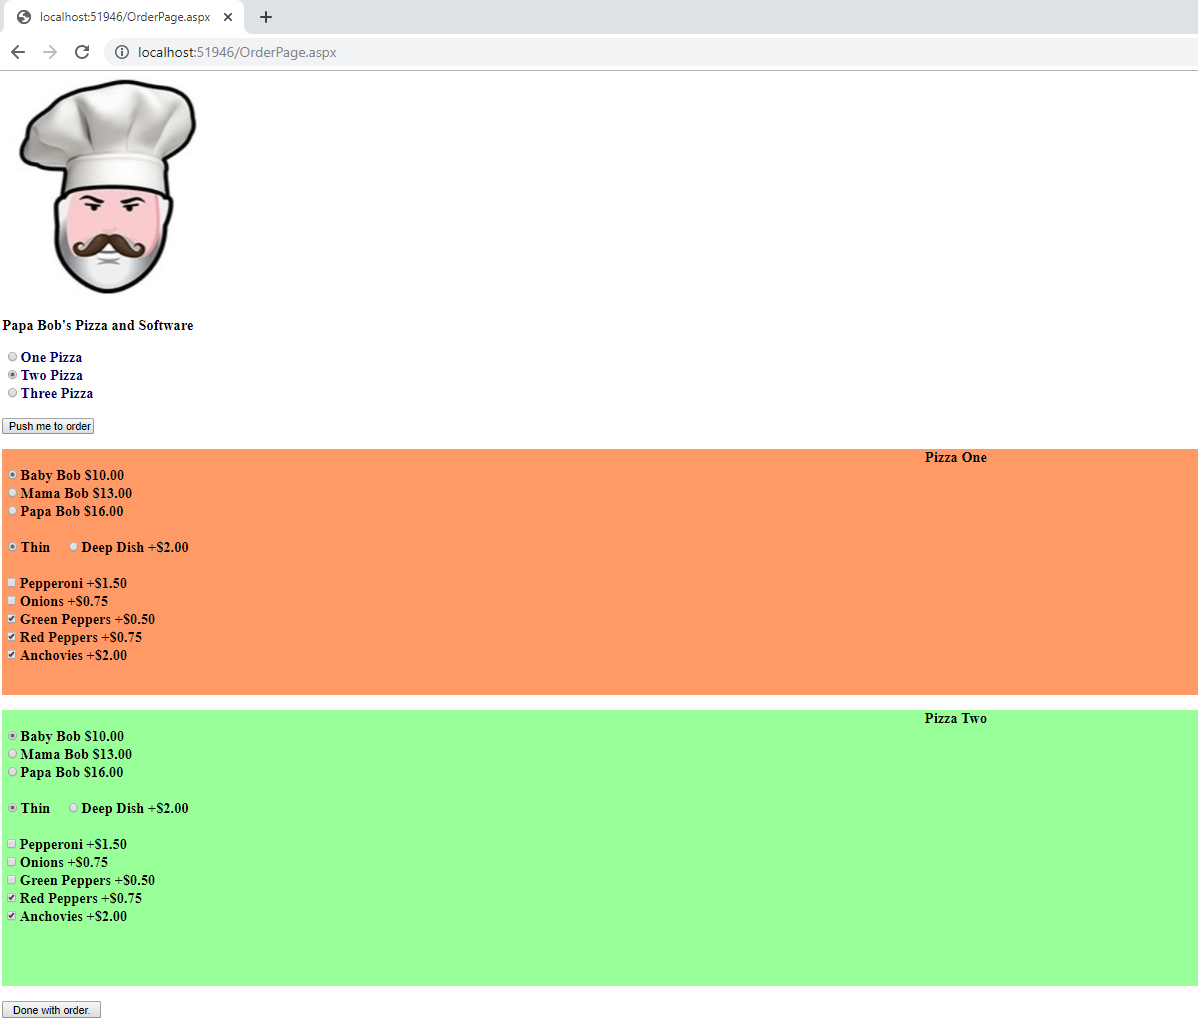 localhost:51946/OrderPage.aspx
localhost:51946/OrderPage.aspx
Papa Bob's Pizza and Software
One Pizza
Two Pizza
Three Pizza
Push me to order
Pizza One
Baby Bob $10.00
Mama Bob $13.00
Papa Bob $16.00
Thin Deep Dish +$2.00
Pepperoni +$1.50
Onions +$0.75
Green Peppers +$0.50
Red Peppers +$0.75
Anchovies +$2.00
Pizza Two
Baby Bob $10.00
Mama Bob $13.00
Papa Bob $16.00
Thin Deep Dish +$2.00
Pepperoni +$1.50
Onions +$0.75
Green Peppers +$0.50
Red Peppers +$0.75
Anchovies +$2.00
Done with order.